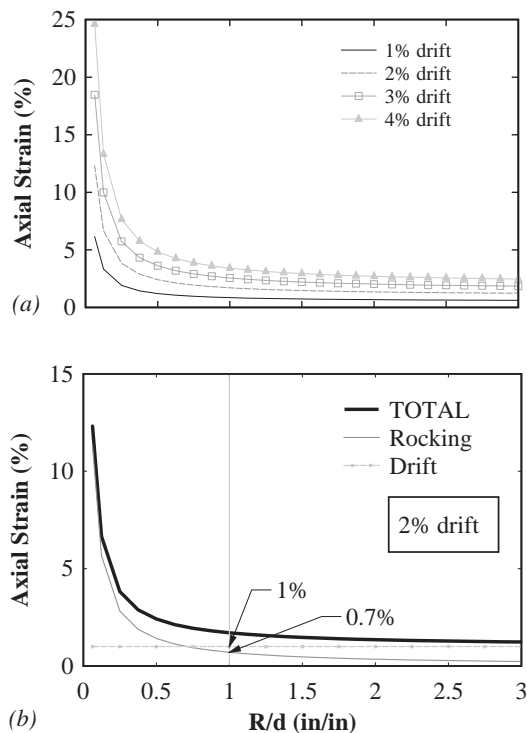 25
20
15
10
5
0
Axial Strain (%)
1% drift
2% drift
3% drift
4% drift
(a)
15
10
5
0
Axial Strain (%)
TOTAL
Rocking
Drift
2% drift
1%
0.7%
0 0.5 1 1.5 2 2.5 3
R/d (in/in)
(b)